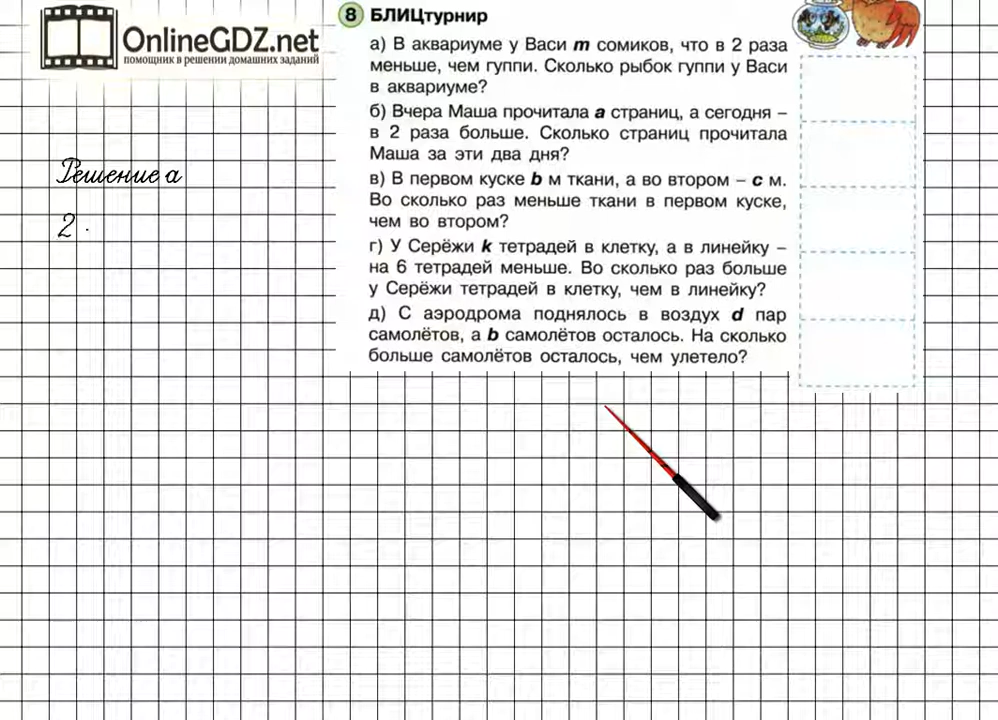 OnlineGDZ.net
помощник в решении домашних заданий
8 БЛИЦтурнир
а) В аквариуме у Васи m сомиков, что в 2 раза
меньше, чем гуппи. Сколько рыбок гуппи у Васи
в аквариуме?
б) Вчера Маша прочитала a страниц, а сегодня –
в 2 раза больше. Сколько страниц прочитала
Маша за эти два дня?
в) В первом куске b м ткани, а во втором – c м.
Во сколько раз меньше ткани в первом куске,
чем во втором?
г) У Серёжи k тетрадей в клетку, а в линейку –
на 6 тетрадей меньше. Во сколько раз больше
у Серёжи тетрадей в клетку, чем в линейку?
д) С аэродрома поднялось в воздух d пар
самолётов, а b самолётов осталось. На сколько
больше самолётов осталось, чем улетело?
Решение а
2 ·